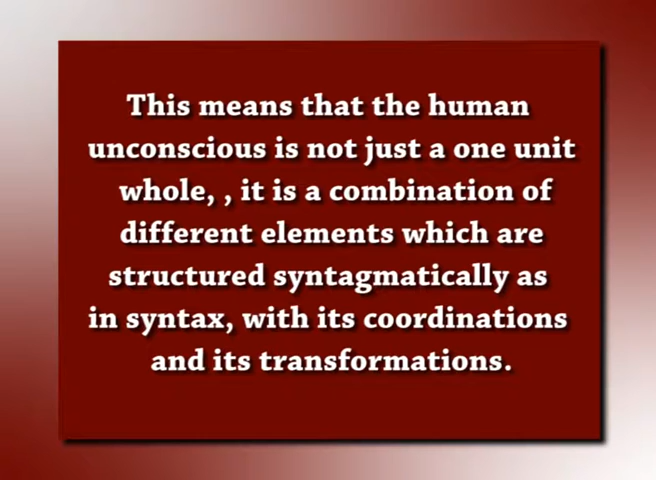 This means that the human
unconscious is not just a one unit
whole, , it is a combination of
different elements which are
structured syntagmatically as
in syntax, with its coordinations
and its transformations.